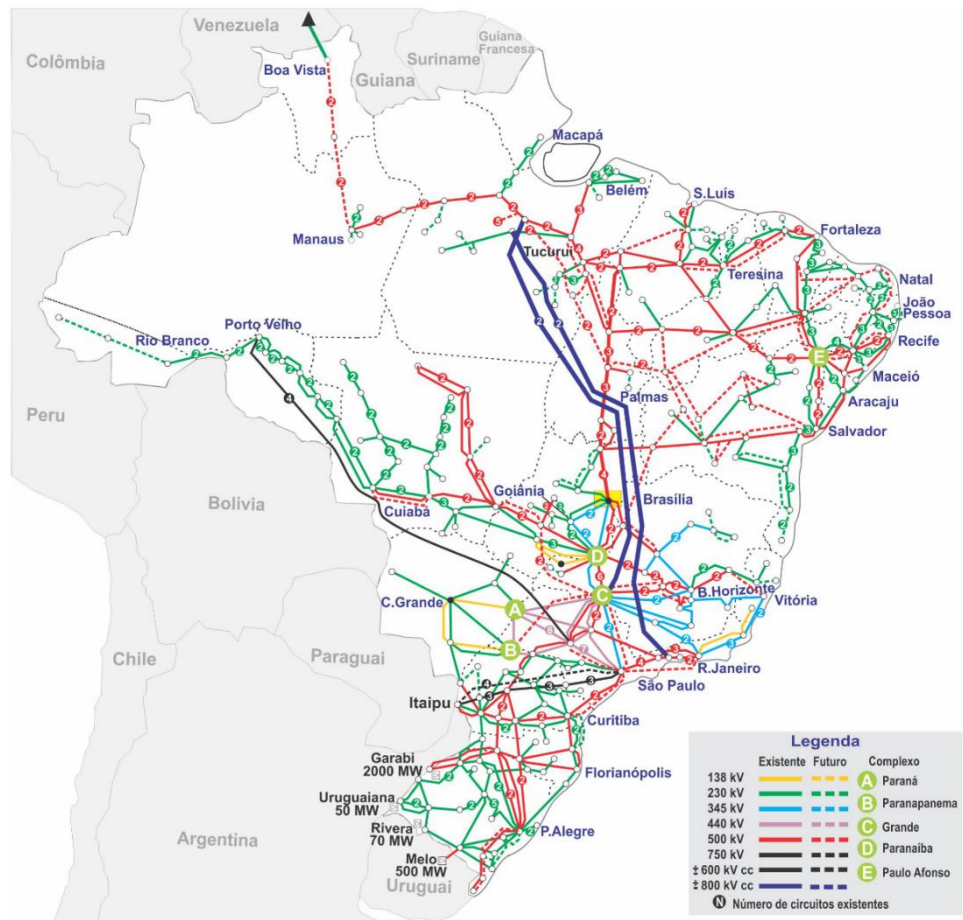 Venezuela
Guiana
Francesa
Colômbia
Suriname
Boa Vista
Guiana
Macapá
Belém
S.Luís
Manaus
Fortaleza
Tucuruí
Teresina
Natal
João
Pessoa
Porto Velho
Rio Branco
Recife
E
Maceió
Peru
Palmas
Aracaju
Salvador
Bolivia
Goiânia
Brasília
Cuiabá
D
C
B.Horizonte
Vitória
C.Grande
A
B
Chile
Paraguai
R.Janeiro
São Paulo
Itaipu
Curitiba
Garabi
2000 MW
Florianópolis
Uruguaiana
50 MW
Rivera
70 MW
P.Alegre
Argentina
Melo
500 MW
Uruguai
Legenda
Existente Futuro Complexo
138 kV A Paraná
230 kV
345 kV B Paranapanema
440 kV
500 kV C Grande
750 kV D Paranaíba
±600 kV cc
±800 kV cc E Paulo Afonso
N Número de circuitos existentes